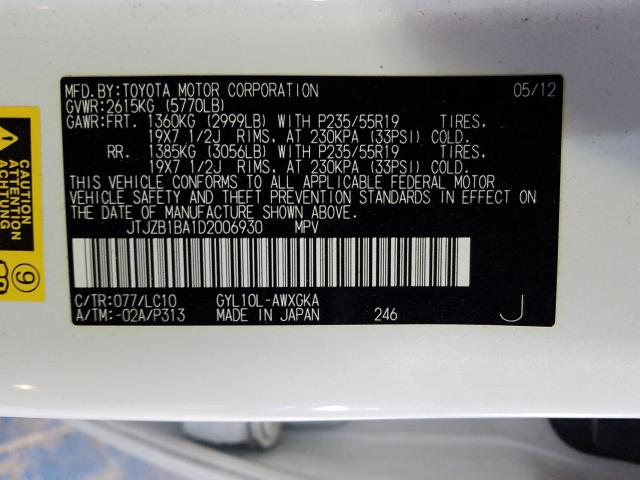 MFD.BY:TOYOTA MOTOR CORPORATION 05/12
GVWR:2615KG (5770LB)
GAWR:FRT. 1360KG (2999LB) WITH P235/55R19 TIRES,
19X7 1/2J RIMS, AT 230KPA (33PSI) COLD.
RR. 1385KG (3056LB) WITH P235/55R19 TIRES,
19X7 1/2J RIMS, AT 230KPA (33PSI) COLD.
THIS VEHICLE CONFORMS TO ALL APPLICABLE FEDERAL MOTOR
VEHICLE SAFETY AND THEFT PREVENTION STANDARDS IN EFFECT ON
THE DATE OF MANUFACTURE SHOWN ABOVE.
JTJZB1BA1D2006930 MPV
C/TR:077/LC10 GYL10L-AWXGKA
A/TM:-02A/P313 MADE IN JAPAN 246 J
CAUTION
ATTENTION
ACHTUNG
9